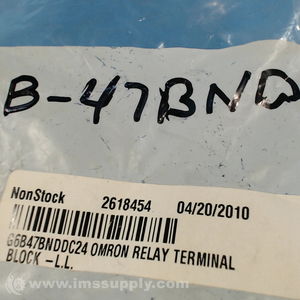 B-47BND
NonStock 2618454 04/20/2010
G6B47BNDDC24 OMRON RELAY TERMINAL
BLOCK -L.L.
© www.imssupply.com